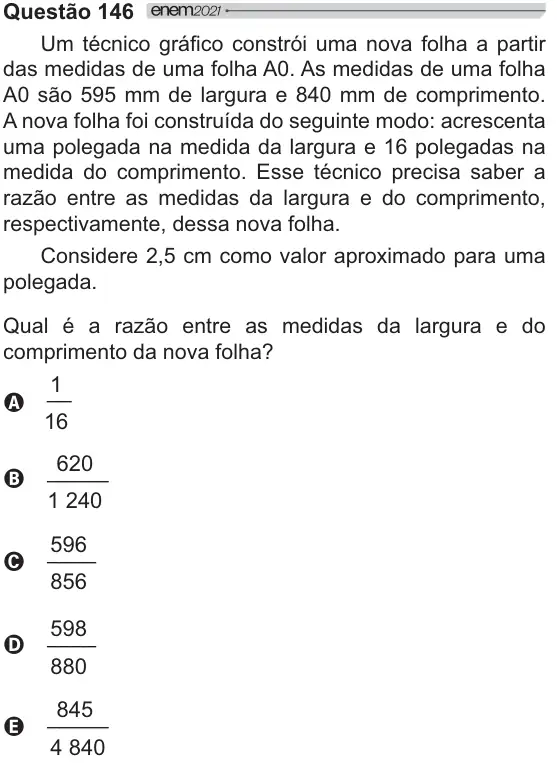 Questão 146 enem2021
Um técnico gráfico constrói uma nova folha a partir
das medidas de uma folha A0. As medidas de uma folha
A0 são 595 mm de largura e 840 mm de comprimento.
A nova folha foi construída do seguinte modo: acrescenta
uma polegada na medida da largura e 16 polegadas na
medida do comprimento. Esse técnico precisa saber a
razão entre as medidas da largura e do comprimento,
respectivamente, dessa nova folha.
Considere 2,5 cm como valor aproximado para uma
polegada.
Qual é a razão entre as medidas da largura e do
comprimento da nova folha?
A
1
16
B
620
1 240
C
596
856
D
598
880
E
845
4 840